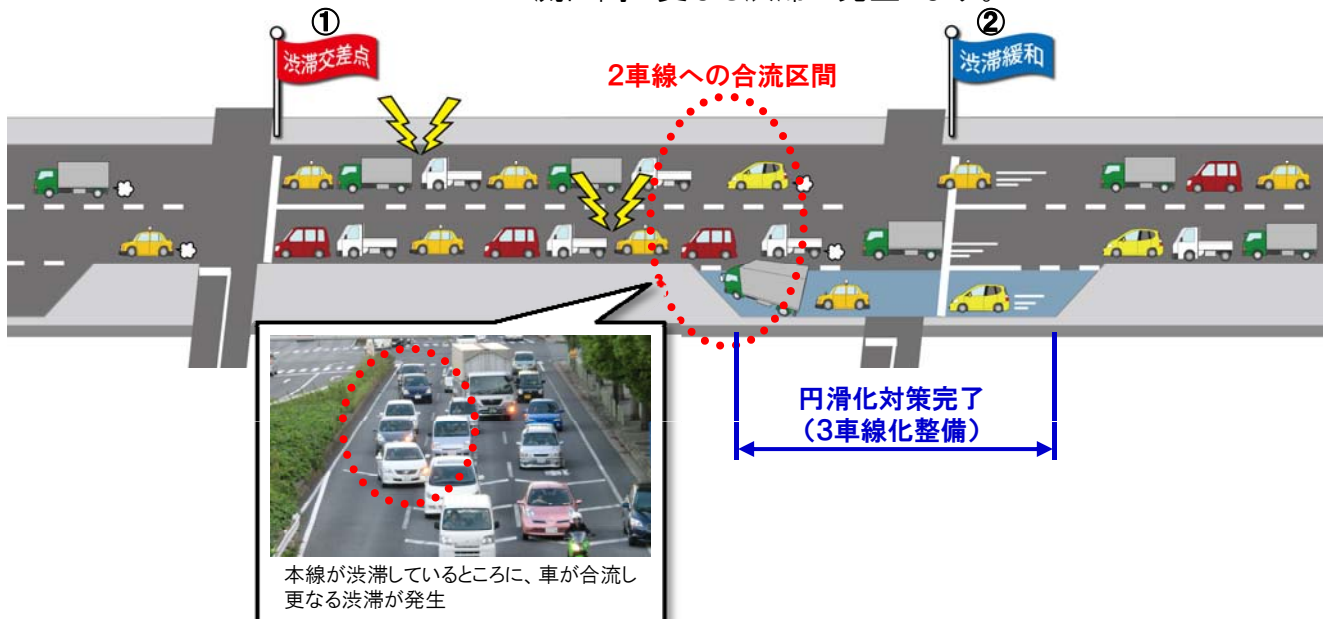 ①
②
渋滞交差点
渋滞緩和
2車線への合流区間
円滑化対策完了
（3車線化整備）
本線が渋滞しているところに、車が合流し
更なる渋滞が発生